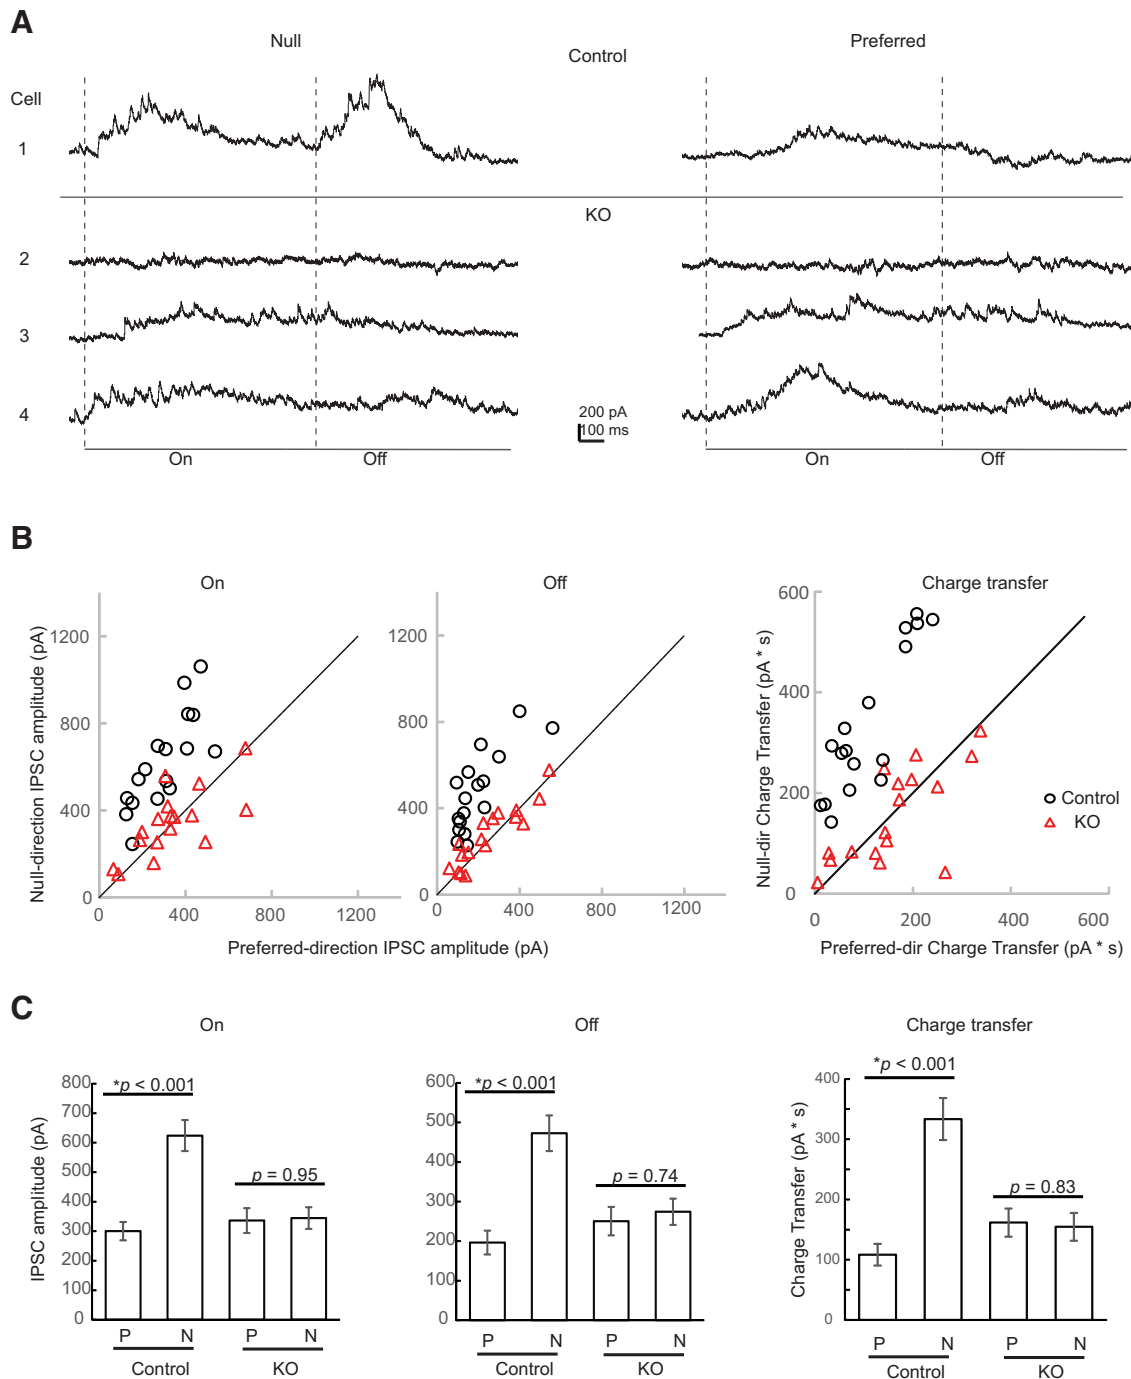 A
Null
Preferred
Control
Cell
1
KO
2
3
4
200 pA
100 ms
On
Off
On
Off
B
On
Off
Charge transfer
Null-direction IPSC amplitude (pA)
1200
800
400
0
0
400
800
1200
1200
800
400
0
0
400
800
1200
Preferred-direction IPSC amplitude (pA)
Null-dir Charge Transfer (pA * s)
600
400
200
0
0
200
400
600
Control
KO
Preferred-dir Charge Transfer (pA * s)
C
On
Off
Charge transfer
IPSC amplitude (pA)
800
700
600
500
400
300
200
100
0
*p < 0.001
p = 0.95
P
N
P
N
Control
KO
600
500
400
300
200
100
0
*p < 0.001
p = 0.74
P
N
P
N
Control
KO
Charge Transfer (pA * s)
400
300
200
100
0
*p < 0.001
p = 0.83
P
N
P
N
Control
KO